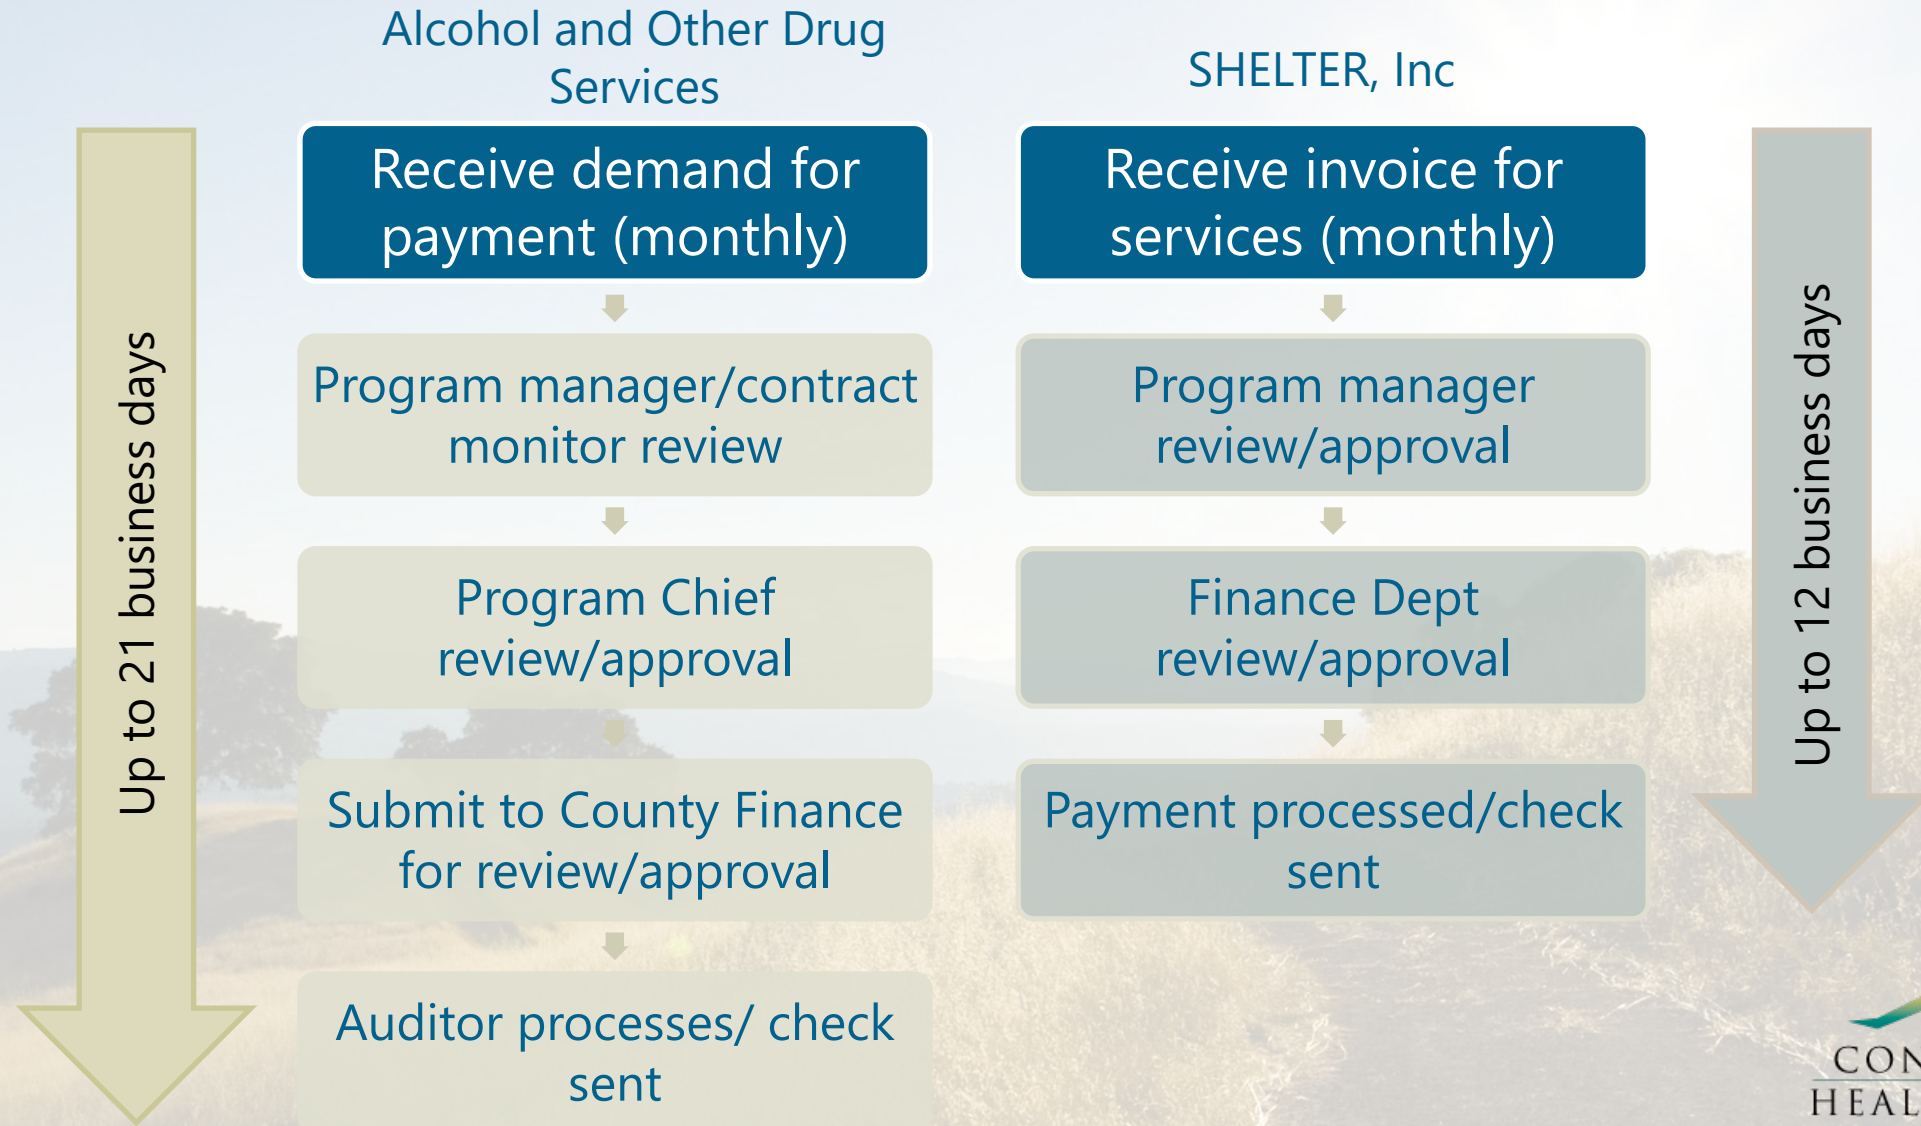 Alcohol and Other Drug
Services
Receive demand for
payment (monthly)
Program manager/contract
monitor review
Program Chief
review/approval
Submit to County Finance
for review/approval
Auditor processes/ check
sent
Up to 21 business days
SHELTER, Inc
Receive invoice for
services (monthly)
Program manager
review/approval
Finance Dept
review/approval
Payment processed/check
sent
Up to 12 business days